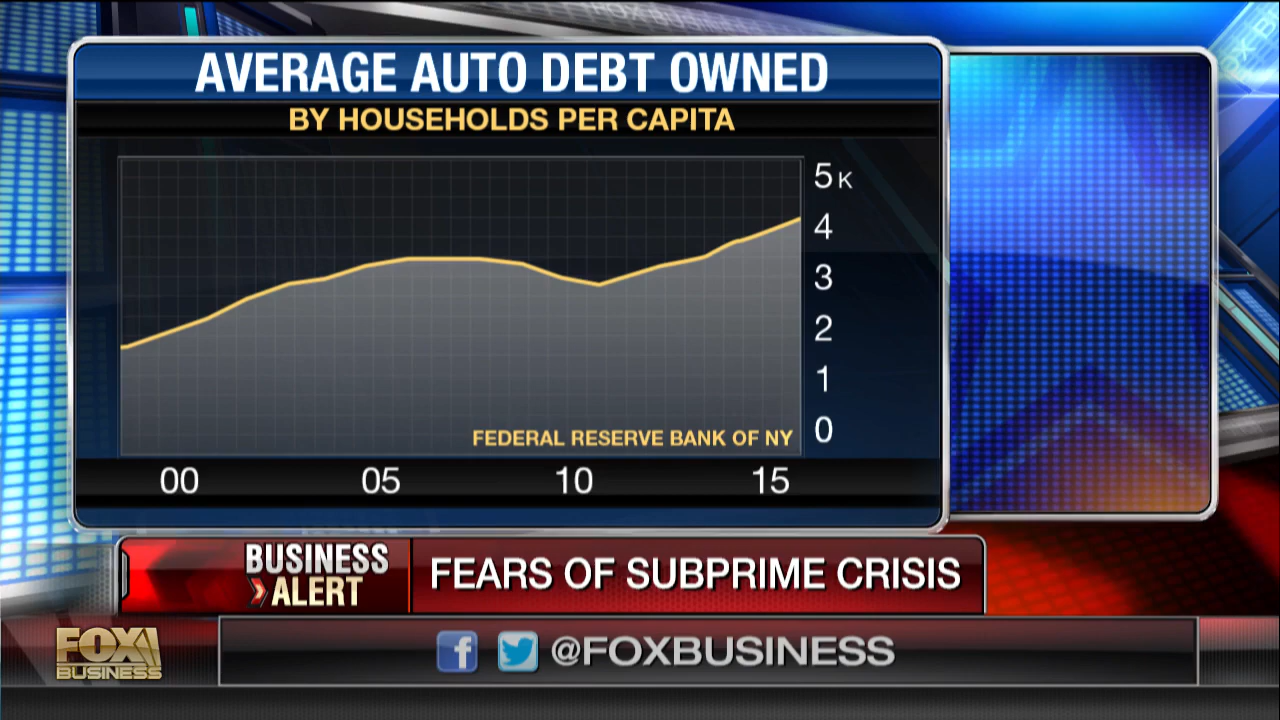 AVERAGE AUTO DEBT OWNED
BY HOUSEHOLDS PER CAPITA
5 K
4
3
2
1
0
FEDERAL RESERVE BANK OF NY
00 05 10 15
BUSINESS
ALERT
FEARS OF SUBPRIME CRISIS
FOX
BUSINESS
@FOXBUSINESS